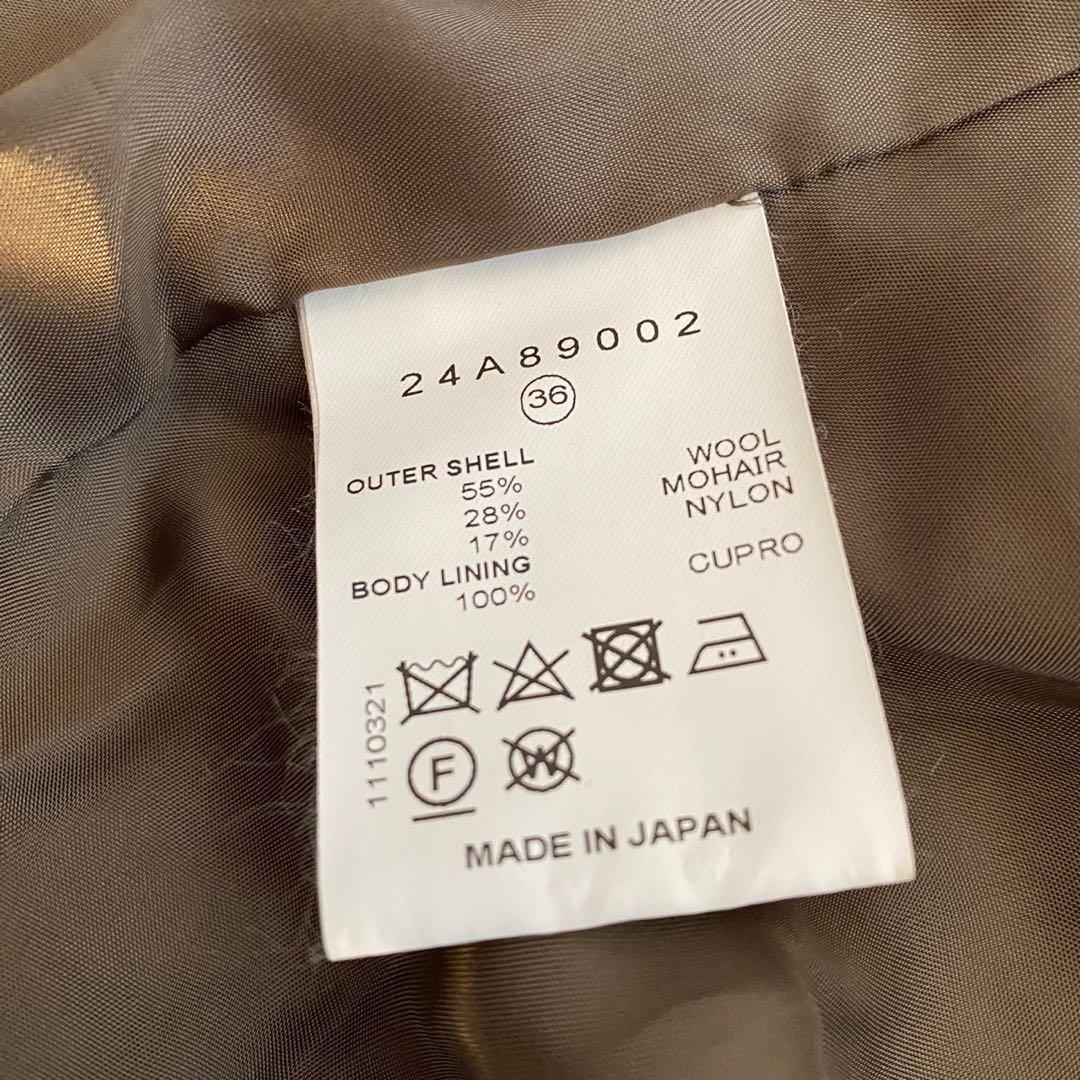 24A89002
36
OUTER SHELL
55% WOOL
28% MOHAIR
17% NYLON
BODY LINING
100% CUPRO
1110321
F W
MADE IN JAPAN